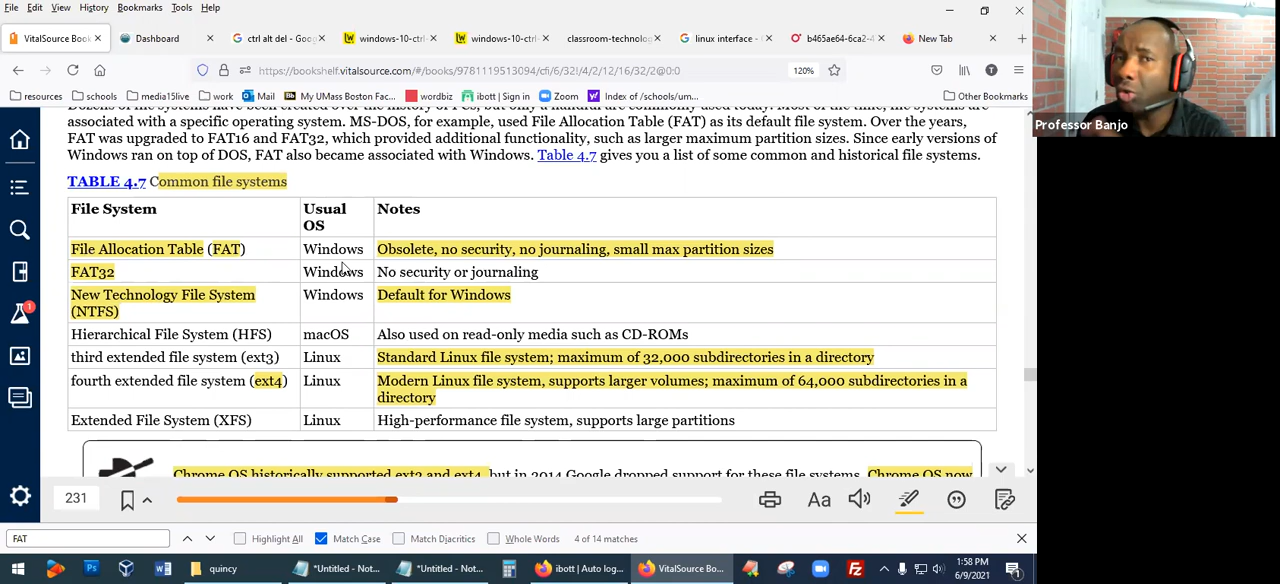 File Edit View History Bookmarks Tools Help
VitalSource Book
Dashboard
ctrl alt del - Goo
windows-10-ctrl-
windows-10-ctrl-
classroom-technolog
linux interface -
b465ae64-6ca2-4
New Tab
https://bookshelf.vitalsource.com/#/books/9781119513094/cfi/6/32!/4/2/12/16/32/2@0:0
120%
resources schools media15live work Mail My UMass Boston Fac... wordbiz ibott | Sign in Zoom Index of /schools/um... Other Bookmarks
associated with a specific operating system. MS-DOS, for example, used File Allocation Table (FAT) as its default file system. Over the years,
FAT was upgraded to FAT16 and FAT32, which provided additional functionality, such as larger maximum partition sizes. Since early versions of
Windows ran on top of DOS, FAT also became associated with Windows. Table 4.7 gives you a list of some common and historical file systems.
TABLE 4.7 Common file systems
File System Usual OS Notes
File Allocation Table (FAT) Windows Obsolete, no security, no journaling, small max partition sizes
FAT32 Windows No security or journaling
New Technology File System (NTFS) Windows Default for Windows
Hierarchical File System (HFS) macOS Also used on read-only media such as CD-ROMs
third extended file system (ext3) Linux Standard Linux file system; maximum of 32,000 subdirectories in a directory
fourth extended file system (ext4) Linux Modern Linux file system, supports larger volumes; maximum of 64,000 subdirectories in a directory
Extended File System (XFS) Linux High-performance file system, supports large partitions
Chrome OS historically supported ext2 and ext4, but in 2014 Google dropped support for these file systems. Chrome OS now
231
Aa
FAT
Highlight All Match Case Match Diacritics Whole Words 4 of 14 matches
quincy
*Untitled - Not...
*Untitled - Not...
ibott | Auto log...
VitalSource Bo...
1:58 PM
6/9/2021
Professor Banjo